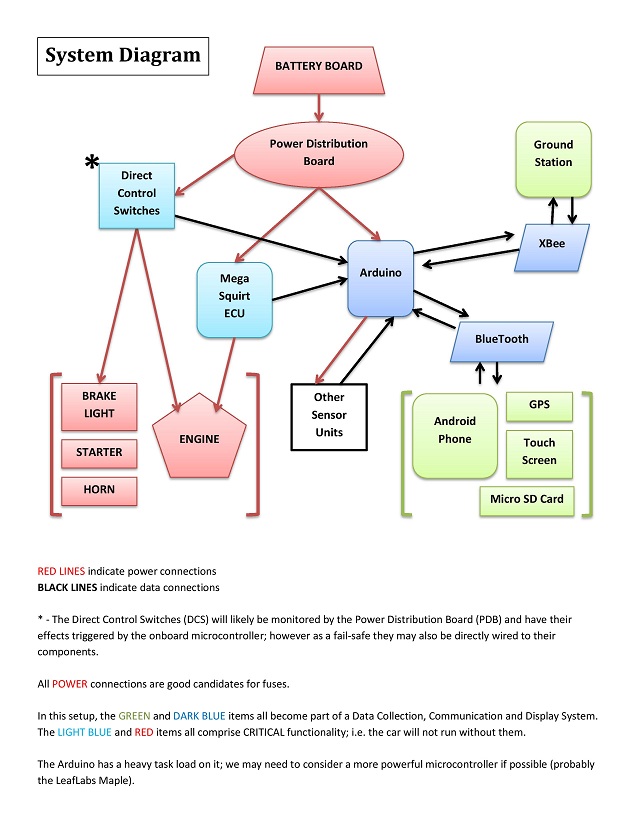 System Diagram
BATTERY BOARD
Power Distribution
Board
Ground
Station
*
Direct
Control
Switches
XBee
Arduino
Mega
Squirt
ECU
BlueTooth
BRAKE
LIGHT
STARTER
HORN
ENGINE
Other
Sensor
Units
Android
Phone
GPS
Touch
Screen
Micro SD Card
RED LINES indicate power connections
BLACK LINES indicate data connections
* - The Direct Control Switches (DCS) will likely be monitored by the Power Distribution Board (PDB) and have their
effects triggered by the onboard microcontroller; however as a fail-safe they may also be directly wired to their
components.
All POWER connections are good candidates for fuses.
In this setup, the GREEN and DARK BLUE items all become part of a Data Collection, Communication and Display System.
The LIGHT BLUE and RED items all comprise CRITICAL functionality; i.e. the car will not run without them.
The Arduino has a heavy task load on it; we may need to consider a more powerful microcontroller if possible (probably
the LeafLabs Maple).